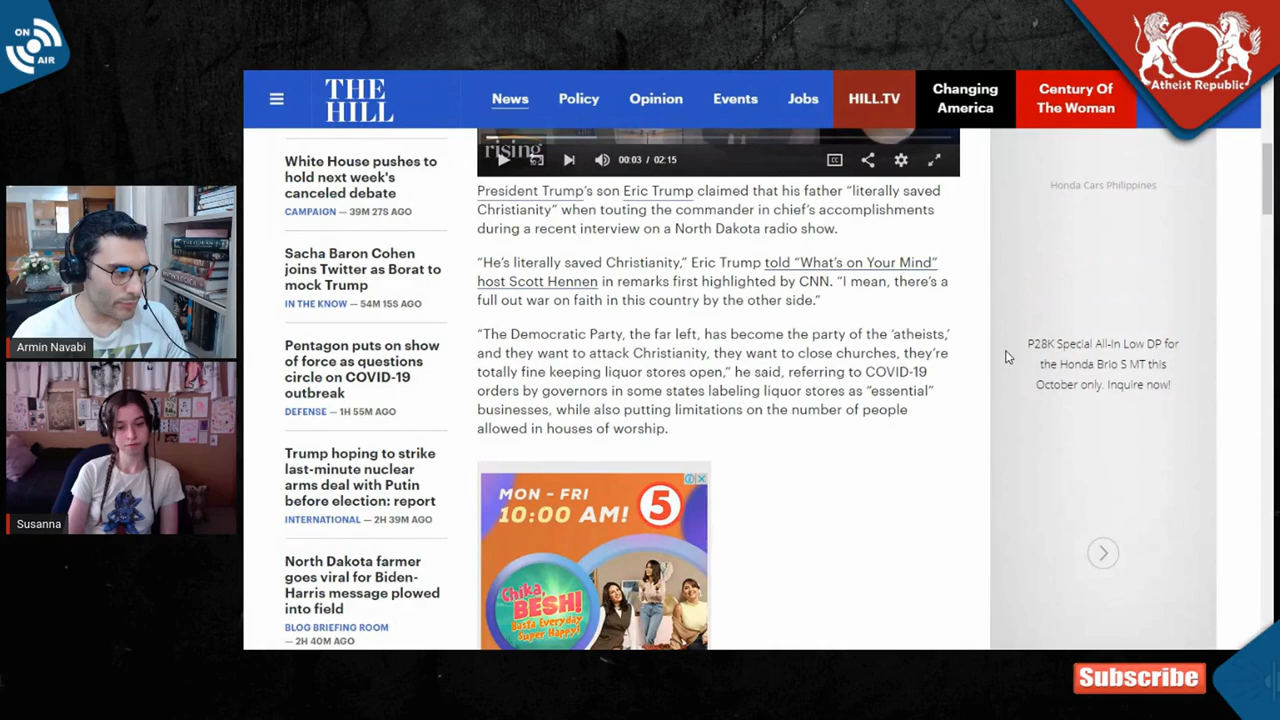 ON
AIR
Atheist Republic
THE
HILL
News
Policy
Opinion
Events
Jobs
HILL.TV
Changing
America
Century Of
The Woman
White House pushes to
hold next week's
canceled debate
CAMPAIGN — 39M 27S AGO
Sacha Baron Cohen
joins Twitter as Borat to
mock Trump
IN THE KNOW — 54M 15S AGO
Pentagon puts on show
of force as questions
circle on COVID-19
outbreak
DEFENSE — 1H 55M AGO
Trump hoping to strike
last-minute nuclear
arms deal with Putin
before election: report
INTERNATIONAL — 2H 39M AGO
North Dakota farmer
goes viral for Biden-
Harris message plowed
into field
BLOG BRIEFING ROOM
— 2H 40M AGO
rising
00:03 / 02:15
CC
President Trump's son Eric Trump claimed that his father “literally saved
Christianity” when touting the commander in chief's accomplishments
during a recent interview on a North Dakota radio show.
“He's literally saved Christianity,” Eric Trump told “What's on Your Mind”
host Scott Hennen in remarks first highlighted by CNN. “I mean, there's a
full out war on faith in this country by the other side.”
“The Democratic Party, the far left, has become the party of the ‘atheists,’
and they want to attack Christianity, they want to close churches, they're
totally fine keeping liquor stores open,” he said, referring to COVID-19
orders by governors in some states labeling liquor stores as “essential”
businesses, while also putting limitations on the number of people
allowed in houses of worship.
MON - FRI
10:00 AM!
5
Chika,
BESH!
Basta Everyday
Super Happy!
Honda Cars Philippines
P28K Special All-In Low DP for
the Honda Brio S MT this
October only. Inquire now!
Armin Navabi
Susanna
Subscribe